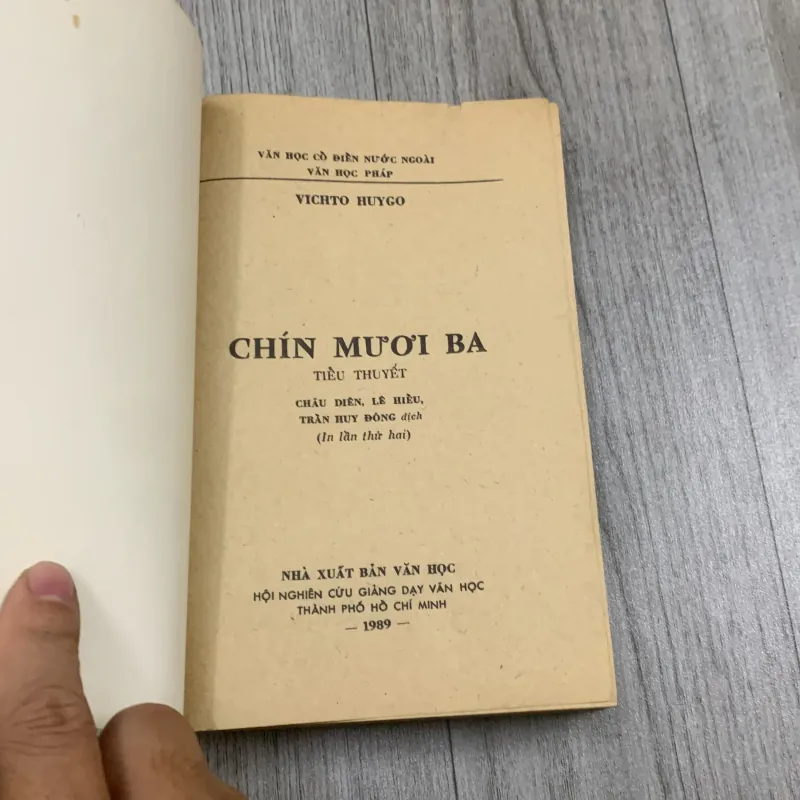 VĂN HỌC CỔ ĐIỂN NƯỚC NGOÀI
VĂN HỌC PHÁP
VICHTO HUYGO
CHÍN MƯƠI BA
TIỂU THUYẾT
CHÂU DIÊN, LÊ HIỂU,
TRẦN HUY ĐÔNG dịch
(In lần thứ hai)
NHÀ XUẤT BẢN VĂN HỌC
HỘI NGHIÊN CỨU GIẢNG DẠY VĂN HỌC
THÀNH PHỐ HỒ CHÍ MINH
— 1989 —